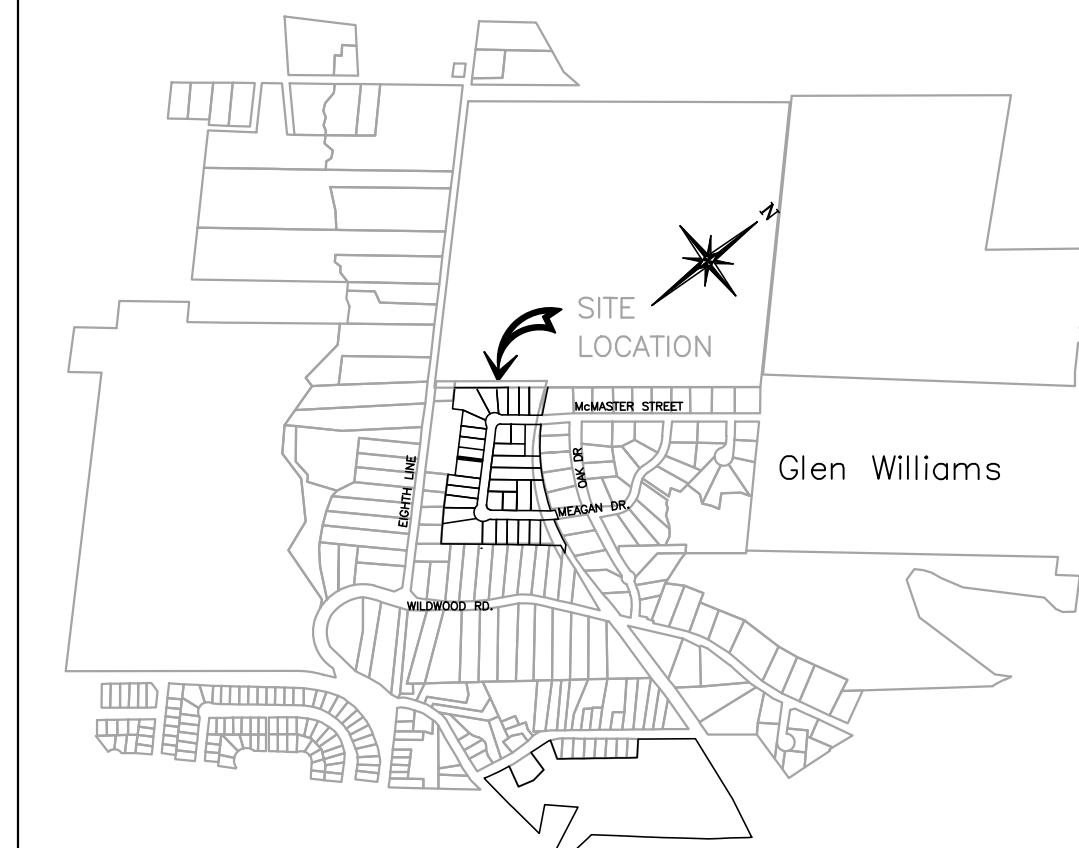 N
SITE
LOCATION
McMASTER STREET
OAK DR
Glen Williams
EIGHTH LINE
MEAGAN DR.
WILDWOOD RD.